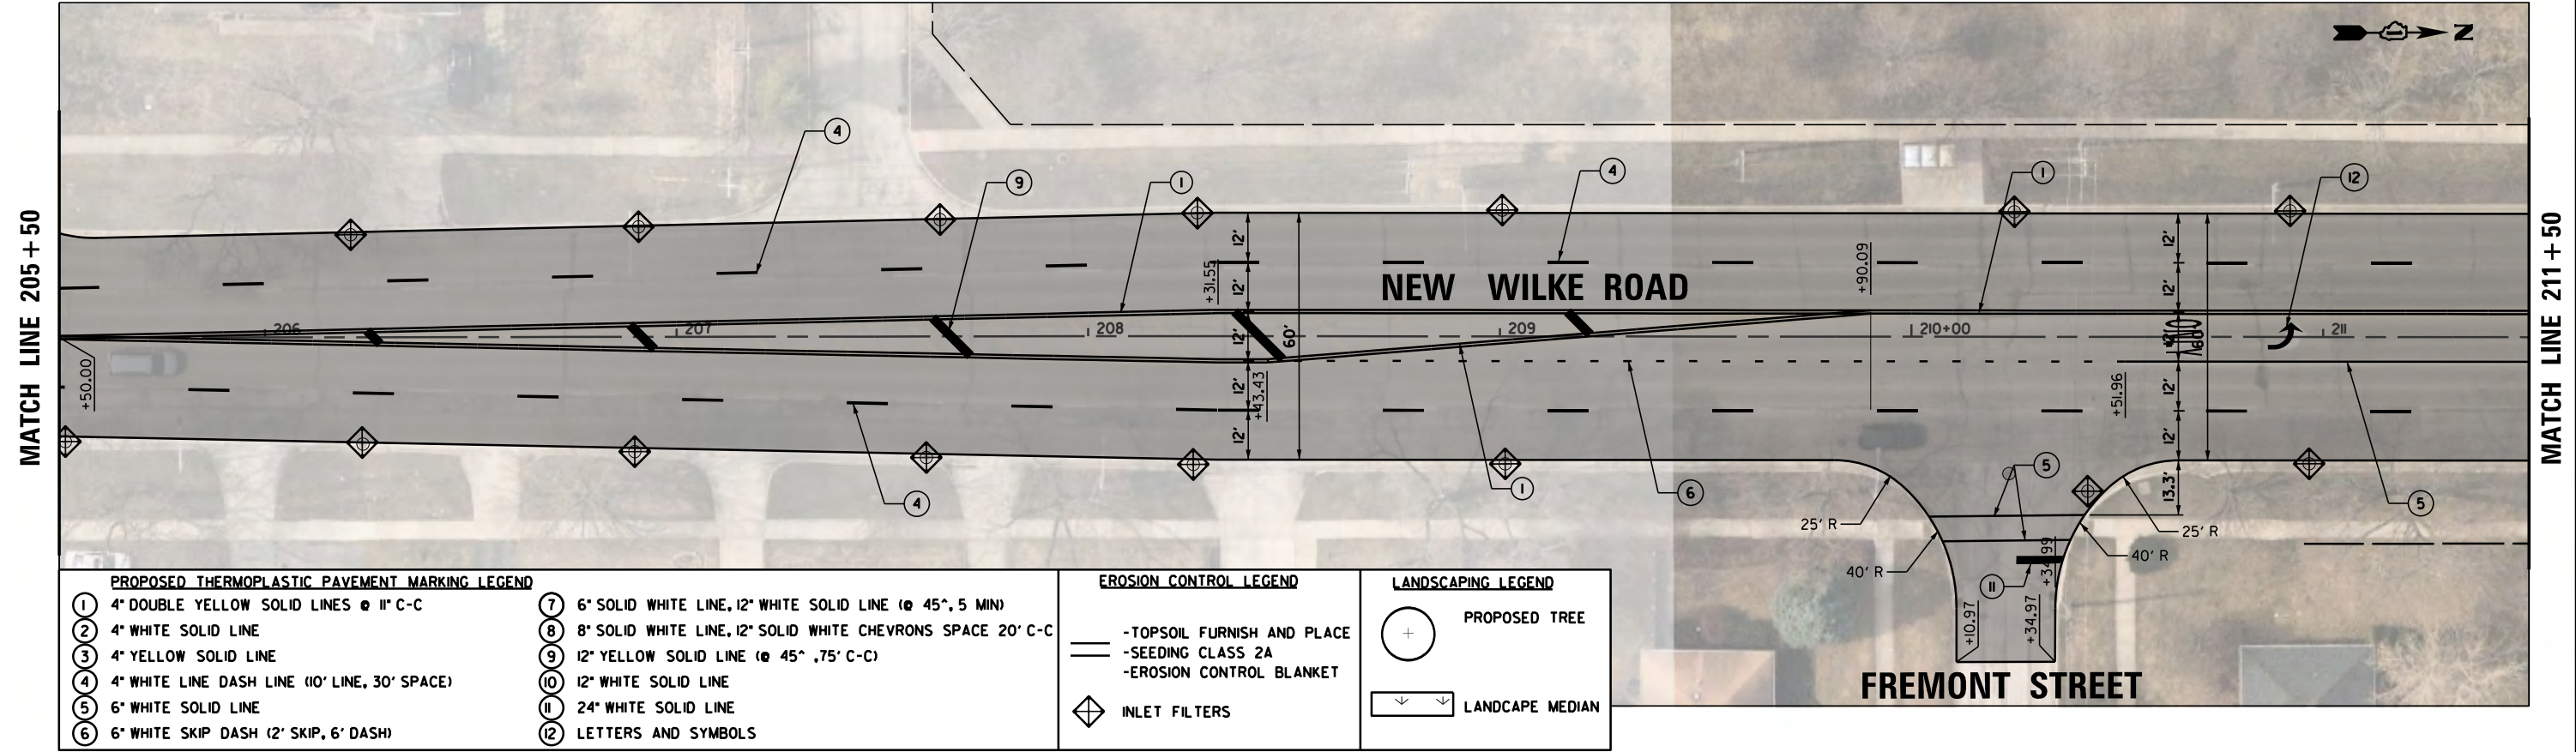 N
4
9
1
4
1
12
MATCH LINE 205+50
MATCH LINE 211+50
12'
12'
12'
12'
12'
60'
+31.55
+43.43
+50.00
NEW WILKE ROAD
+90.09
206
207
208
209
210+00
211
12'
12'
12'
12'
+51.96
13.3'
4
1
6
5
5
25' R
25' R
40' R
40' R
11
+34.99
+10.97
+34.97
FREMONT STREET
PROPOSED THERMOPLASTIC PAVEMENT MARKING LEGEND
1 4" DOUBLE YELLOW SOLID LINES @ 11" C-C
2 4" WHITE SOLID LINE
3 4" YELLOW SOLID LINE
4 4" WHITE LINE DASH LINE (10' LINE, 30' SPACE)
5 6" WHITE SOLID LINE
6 6" WHITE SKIP DASH (2' SKIP, 6' DASH)
7 6" SOLID WHITE LINE, 12" WHITE SOLID LINE (@ 45^, 5 MIN)
8 8" SOLID WHITE LINE, 12" SOLID WHITE CHEVRONS SPACE 20' C-C
9 12" YELLOW SOLID LINE (@ 45^ ,75' C-C)
10 12" WHITE SOLID LINE
11 24" WHITE SOLID LINE
12 LETTERS AND SYMBOLS
EROSION CONTROL LEGEND
-TOPSOIL FURNISH AND PLACE
-SEEDING CLASS 2A
-EROSION CONTROL BLANKET
INLET FILTERS
LANDSCAPING LEGEND
PROPOSED TREE
LANDCAPE MEDIAN